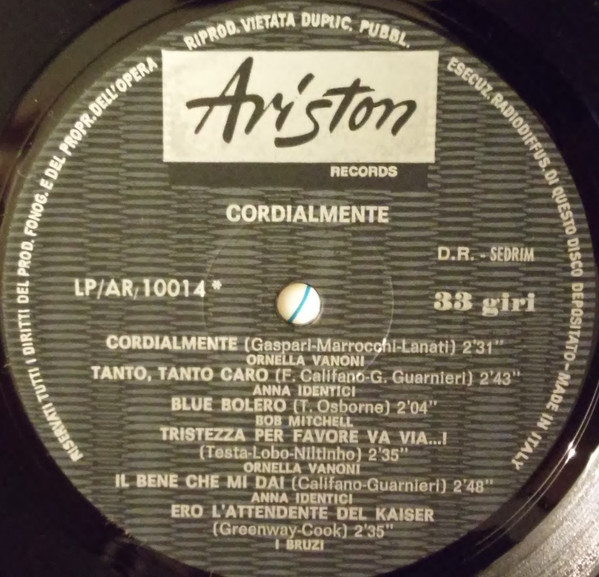 RISERVATI TUTTI I DIRITTI DEL PROD. FONOG. E DEL PROPR. DELL'OPERA
RIPROD. VIETATA DUPLIC. PUBBL.
ESECUZ. RADIODIFFUS. DI QUESTO DISCO DEPOSITATO - MADE IN ITALY
Ariston
RECORDS
CORDIALMENTE
D.R. - SEDRIM
LP/AR/10014 *
33 giri
CORDIALMENTE (Gaspari-Marrocchi-Lanati) 2'31"
ORNELLA VANONI
TANTO, TANTO CARO (F. Califano-G. Guarnieri) 2'43"
ANNA IDENTICI
BLUE BOLERO (T. Osborne) 2'04"
BOB MITCHELL
TRISTEZZA PER FAVORE VA VIA...!
(Testa-Lobo-Niltinho) 2'35"
ORNELLA VANONI
IL BENE CHE MI DAI (Califano-Guarnieri) 2'48"
ANNA IDENTICI
ERO L'ATTENDENTE DEL KAISER
(Greenway-Cook) 2'35"
I BRUZI